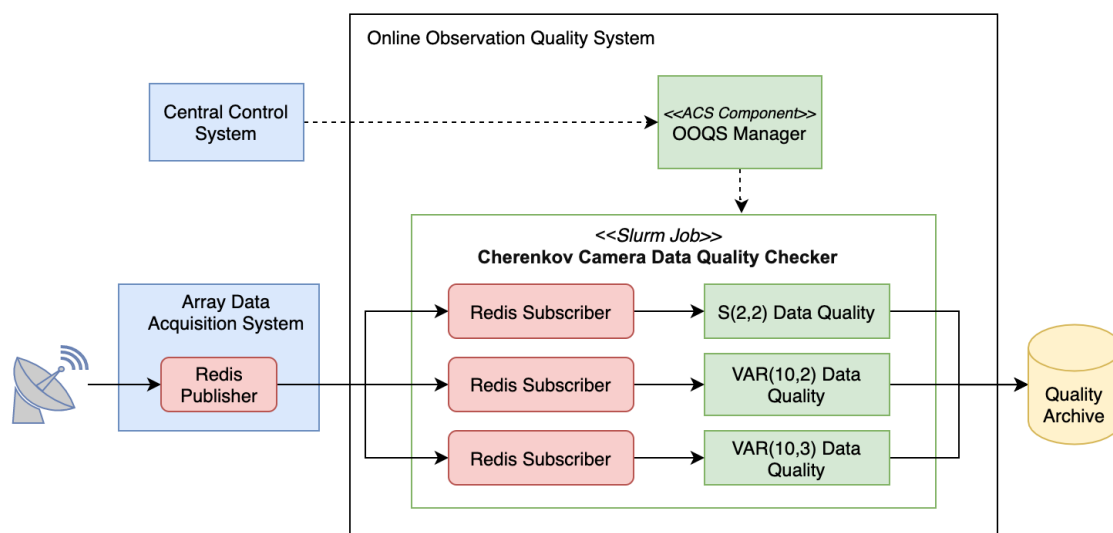 Online Observation Quality System
Central Control
System
<<ACS Component>>
OOQS Manager
<<Slurm Job>>
Cherenkov Camera Data Quality Checker
Array Data
Acquisition System
Redis
Publisher
Redis Subscriber
S(2,2) Data Quality
Redis Subscriber
VAR(10,2) Data
Quality
Redis Subscriber
VAR(10,3) Data
Quality
Quality
Archive